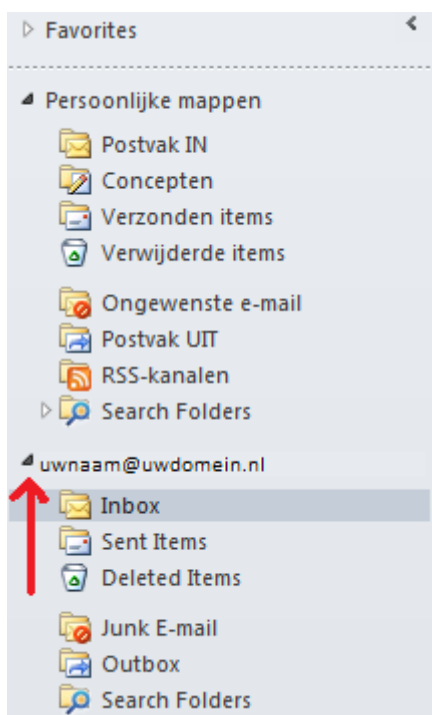 Favorites
Persoonlijke mappen
Postvak IN
Concepten
Verzonden items
Verwijderde items
Ongewenste e-mail
Postvak UIT
RSS-kanalen
Search Folders
uwnaam@uwdomein.nl
Inbox
Sent Items
Deleted Items
Junk E-mail
Outbox
Search Folders